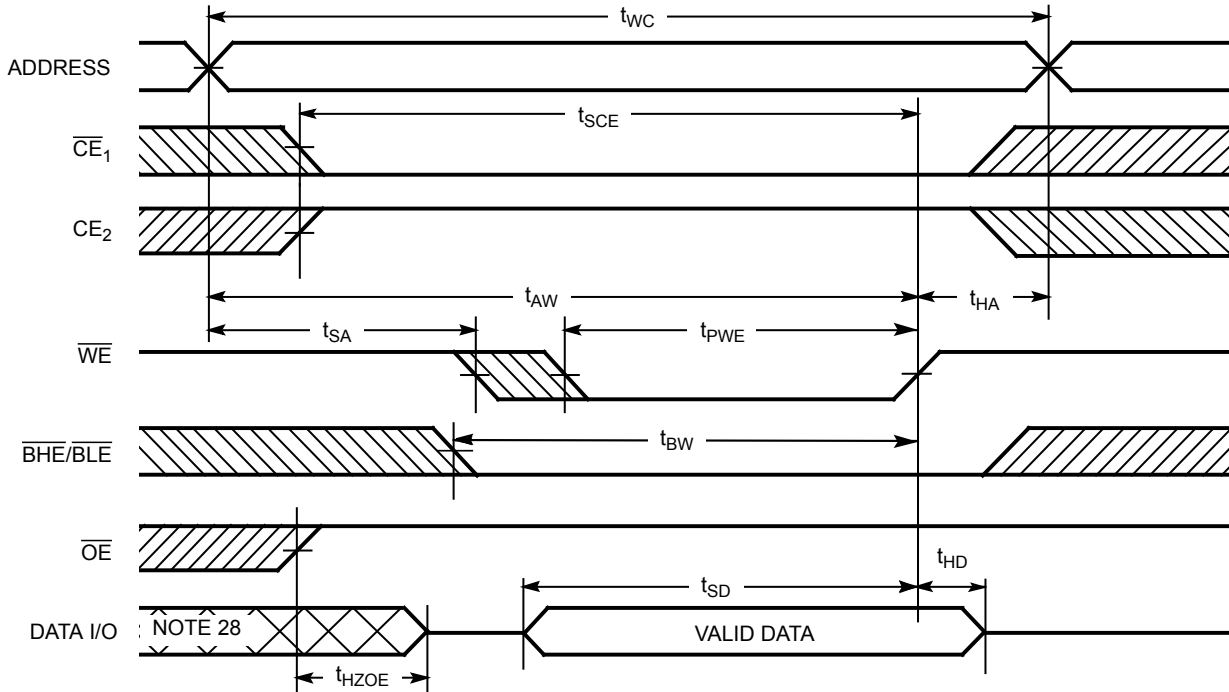 tWC
ADDRESS
tSCE
CE1
CE2
tAW
tHA
tSA
tPWE
WE
tBW
BHE/BLE
OE
tHD
tSD
DATA I/O
NOTE 28
VALID DATA
tHZOE